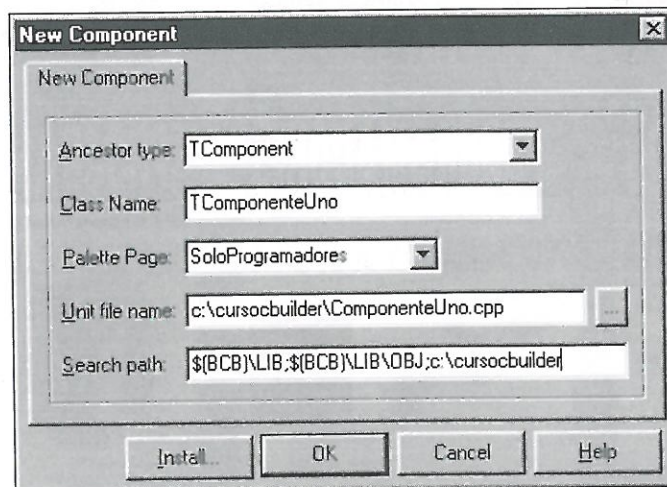 New Component
New Component
Ancestor type: TComponent
Class Name: TComponenteUno
Palette Page: SoloProgramadores
Unit file name: c:\cursocbuilder\ComponenteUno.cpp ...
Search path: $(BCB)\LIB;$(BCB)\LIB\OBJ;c:\cursocbuilder
Install... OK Cancel Help